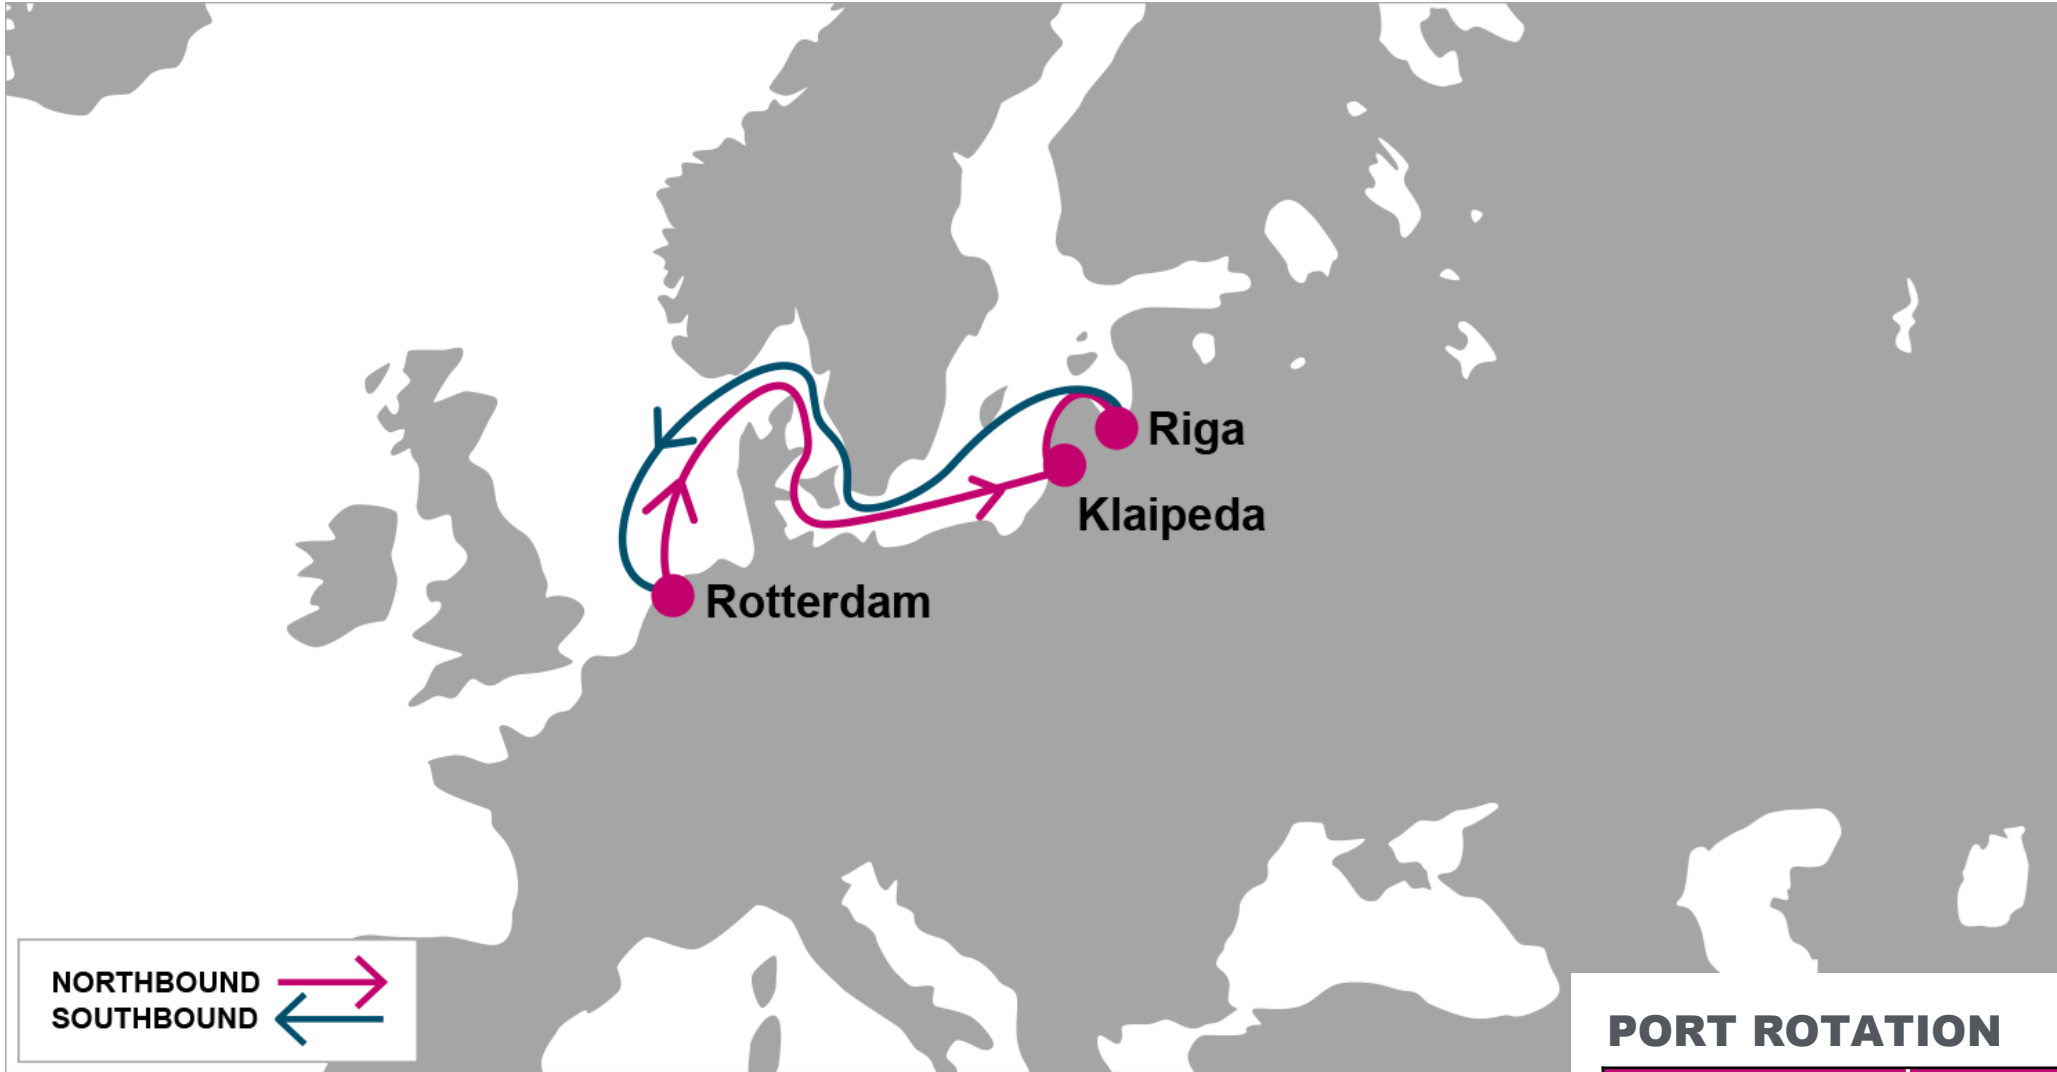 Riga
Klaipeda
Rotterdam
NORTHBOUND
SOUTHBOUND
PORT ROTATION